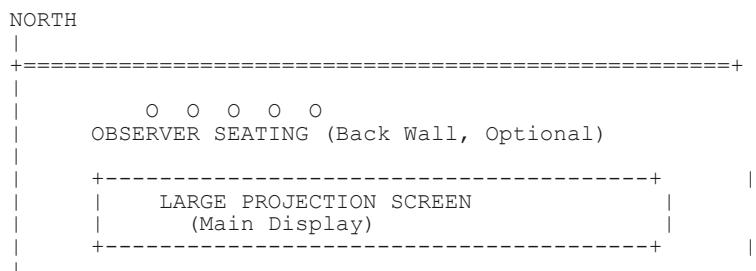 NORTH
|
+====================================================+
|
|         O  O  O  O  O
|     OBSERVER SEATING (Back Wall, Optional)
|
|     +----------------------------------------+       |
|     |    LARGE PROJECTION SCREEN              |
|     |      (Main Display)                     |
|     +----------------------------------------+       |
|